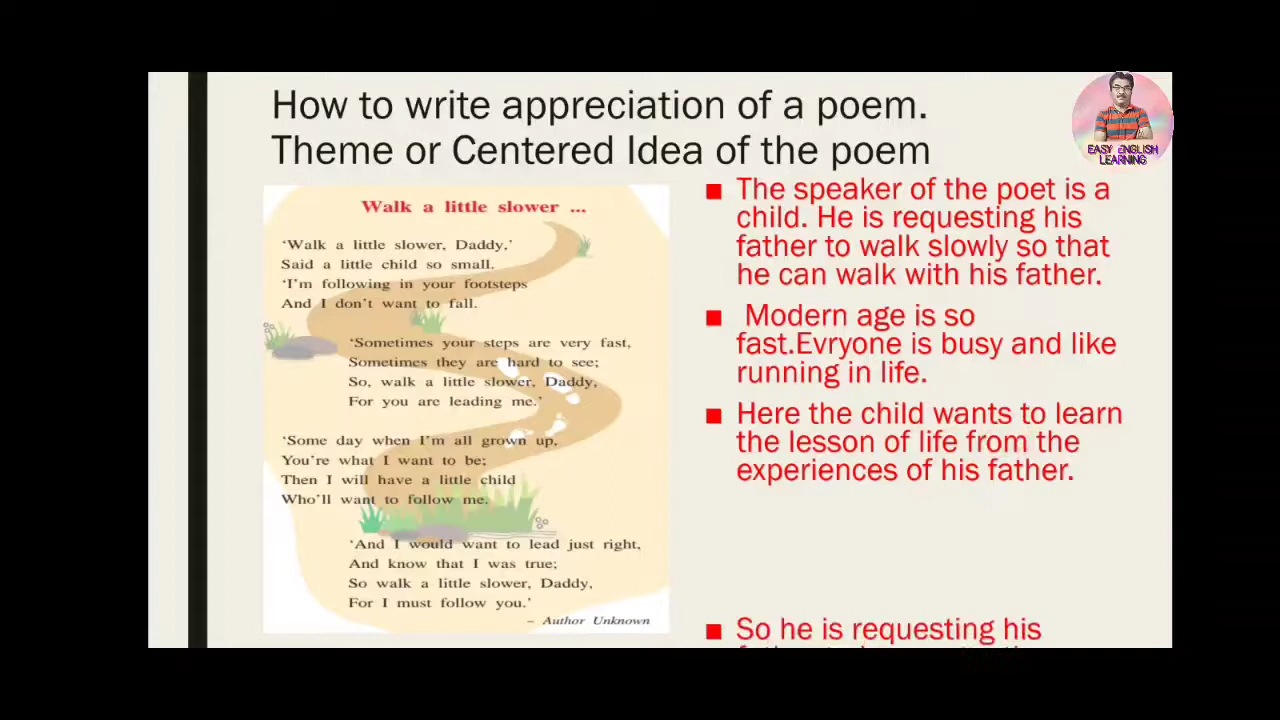 How to write appreciation of a poem.
Theme or Centered Idea of the poem
EASY ENGLISH
LEARNING
Walk a little slower ...
‘Walk a little slower, Daddy,’
Said a little child so small.
‘I’m following in your footsteps
And I don’t want to fall.
‘Sometimes your steps are very fast,
Sometimes they are hard to see;
So, walk a little slower, Daddy,
For you are leading me.’
‘Some day when I’m all grown up,
You’re what I want to be;
Then I will have a little child
Who’ll want to follow me.
‘And I would want to lead just right,
And know that I was true;
So walk a little slower, Daddy,
For I must follow you.’
– Author Unknown
■ The speaker of the poet is a
child. He is requesting his
father to walk slowly so that
he can walk with his father.
■ Modern age is so
fast.Evryone is busy and like
running in life.
■ Here the child wants to learn
the lesson of life from the
experiences of his father.
■ So he is requesting his